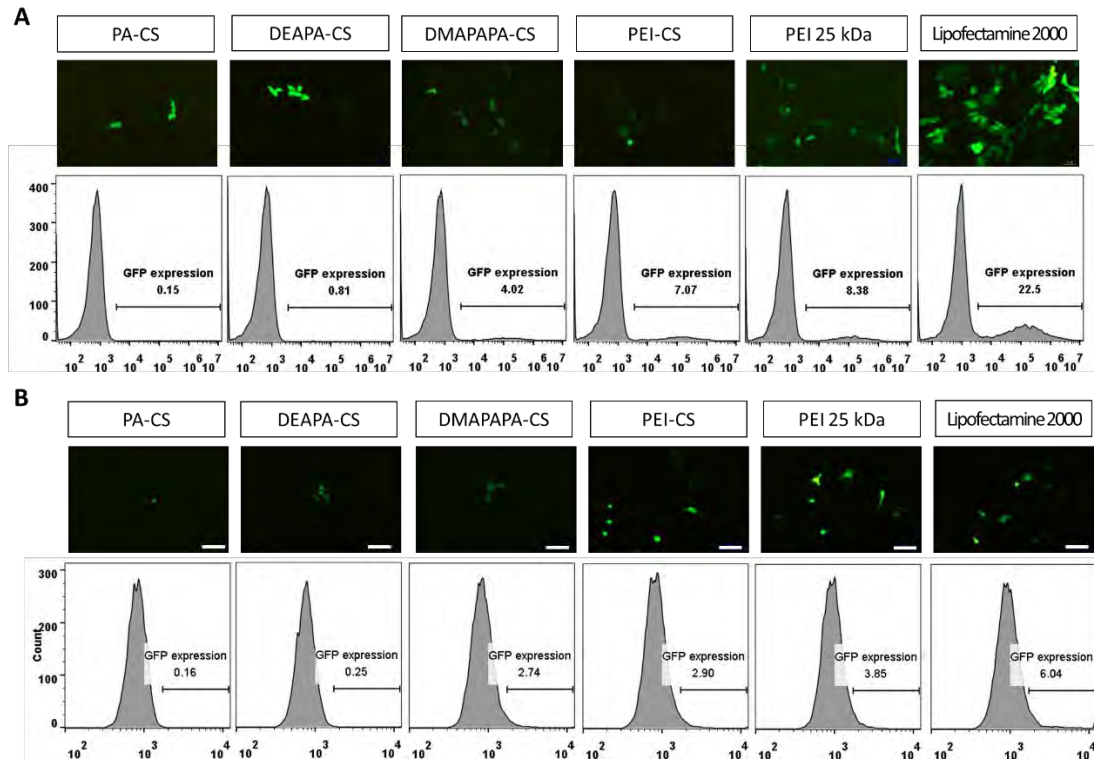 A
PA-CS DEAPA-CS DMAPAPA-CS PEI-CS PEI 25 kDa Lipofectamine 2000
400
300
200
100
0
GFP expression GFP expression GFP expression GFP expression GFP expression GFP expression
0.15 0.81 4.02 7.07 8.38 22.5
10² 10³ 10⁴ 10⁵ 10⁶ 10⁷ 10² 10³ 10⁴ 10⁵ 10⁶ 10⁷ 10² 10³ 10⁴ 10⁵ 10⁶ 10⁷ 10² 10³ 10⁴ 10⁵ 10⁶ 10⁷ 10² 10³ 10⁴ 10⁵ 10⁶ 10⁷ 10² 10³ 10⁴ 10⁵ 10⁶ 10⁷
B
PA-CS DEAPA-CS DMAPAPA-CS PEI-CS PEI 25 kDa Lipofectamine 2000
300
200
100
0
Count
GFP expression GFP expression GFP expression GFP expression GFP expression GFP expression
0.16 0.25 2.74 2.90 3.85 6.04
10² 10³ 10⁴ 10² 10³ 10⁴ 10² 10³ 10⁴ 10² 10³ 10⁴ 10² 10³ 10⁴ 10² 10³ 10⁴